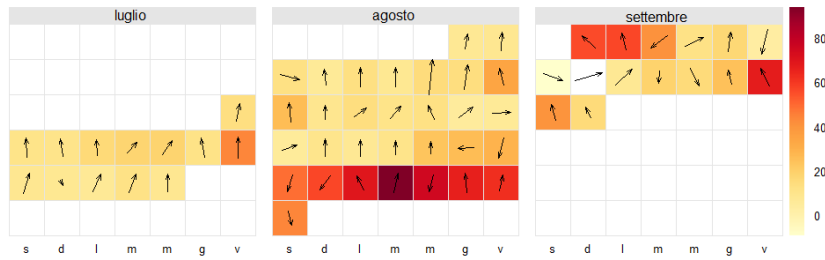 luglio
agosto
settembre
80
60
40
20
0
s d l m m g v
s d l m m g v
s d l m m g v